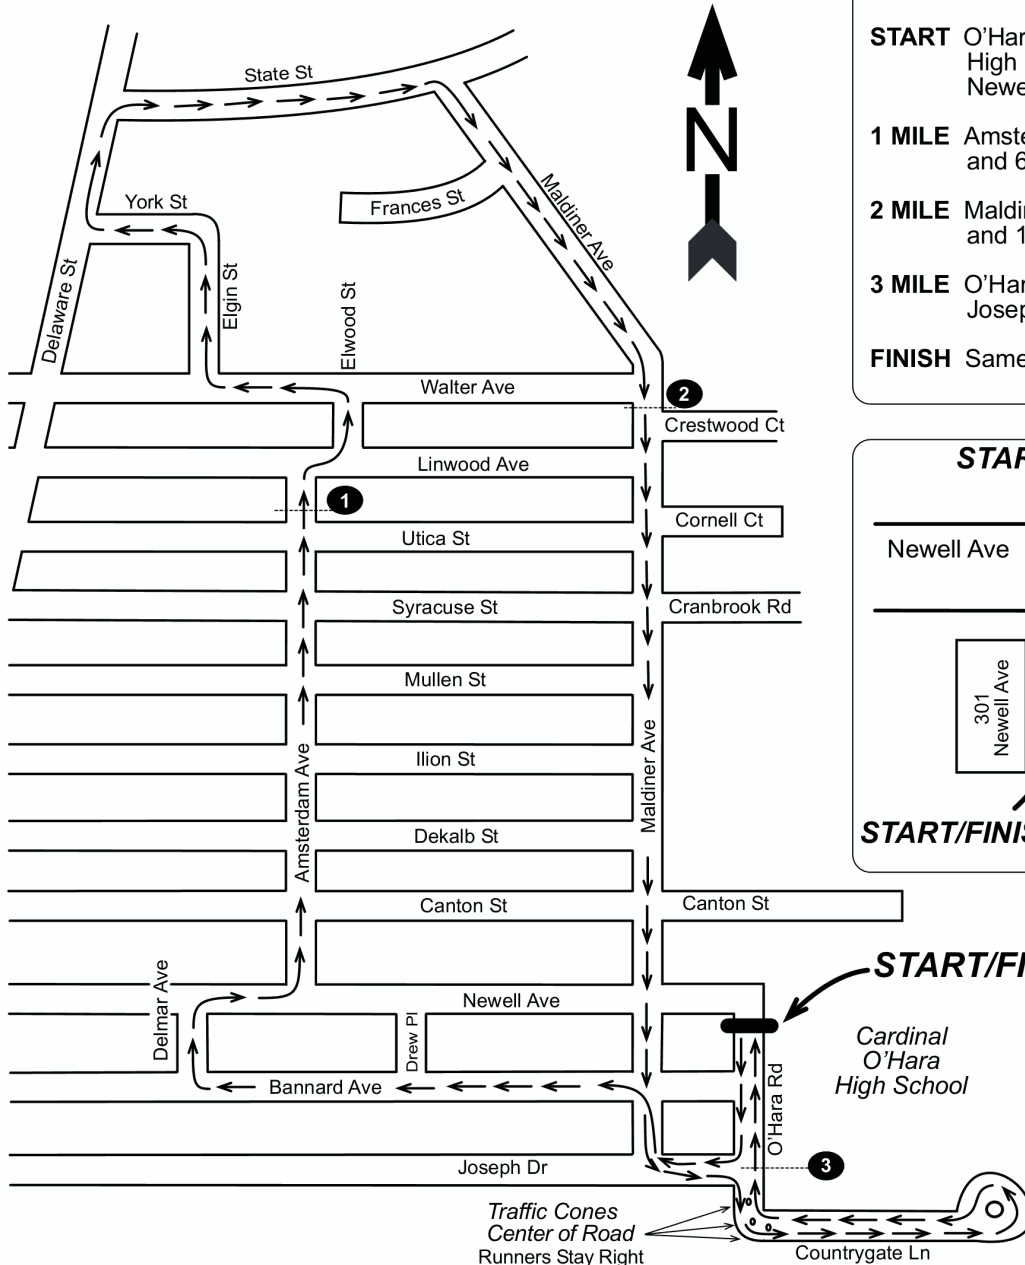 State St
York St
Frances St
Maldiner Ave
Delaware St
Elgin St
Elwood St
N
Walter Ave
2
Crestwood Ct
Linwood Ave
1
Cornell Ct
Utica St
Syracuse St
Cranbrook Rd
Mullen St
Ilion St
Amsterdam Ave
Maldiner Ave
Dekalb St
Canton St
Canton St
Delmar Ave
Newell Ave
Drew Pl
Bannard Ave
O'Hara Rd
Joseph Dr
3
Traffic Cones
Center of Road
Runners Stay Right
Countrygate Ln
START/FI
Cardinal
O'Hara
High School
START O'Har
High
Newe
1 MILE Amste
and 6
2 MILE Maldin
and 1
3 MILE O'Har
Josep
FINISH Same
STAR
Newell Ave
301
Newell Ave
START/FINIS